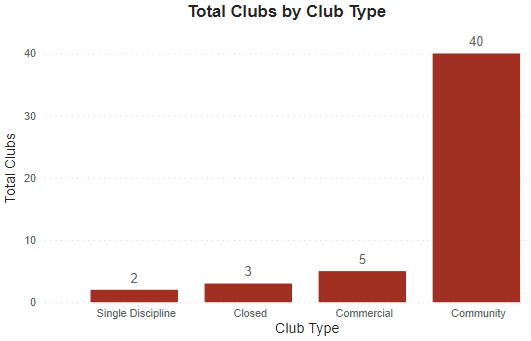 Total Clubs by Club Type
40
40
30
20
10
0
Total Clubs
2
3
5
Single Discipline
Closed
Commercial
Community
Club Type